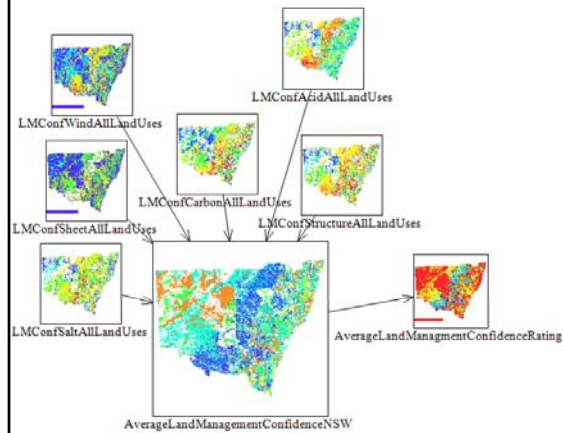 LMConfWindAllLandUses
LMConfAcidAllLandUses
LMConfSheetAllLandUses
LMConfCarbonAllLandUses
LMConfStructureAllLandUses
LMConfSaltAllLandUses
AverageLandManagmentConfidenceRating
AverageLandManagementConfidenceNSW